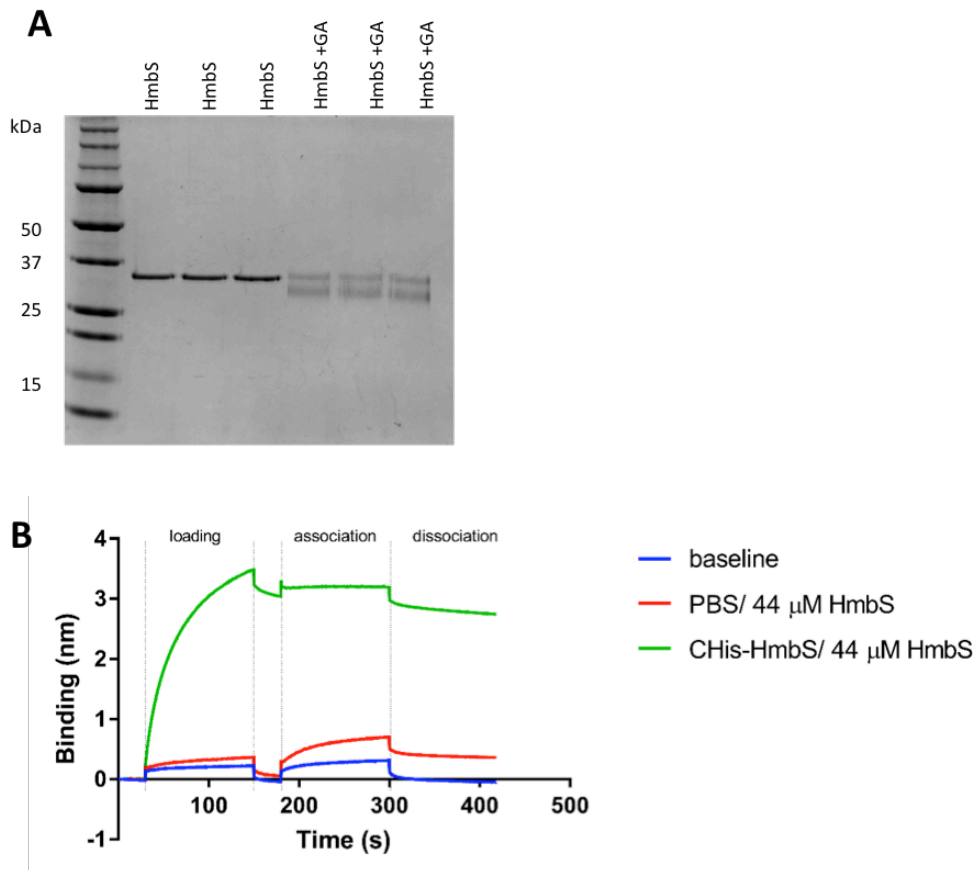 A
HmbS
HmbS
HmbS
HmbS +GA
HmbS +GA
HmbS +GA
kDa
50
37
25
15
B
loading
association
dissociation
4
3
2
1
0
-1
100
200
300
400
500
Binding (nm)
Time (s)
baseline
PBS/ 44 μM HmbS
CHis-HmbS/ 44 μM HmbS